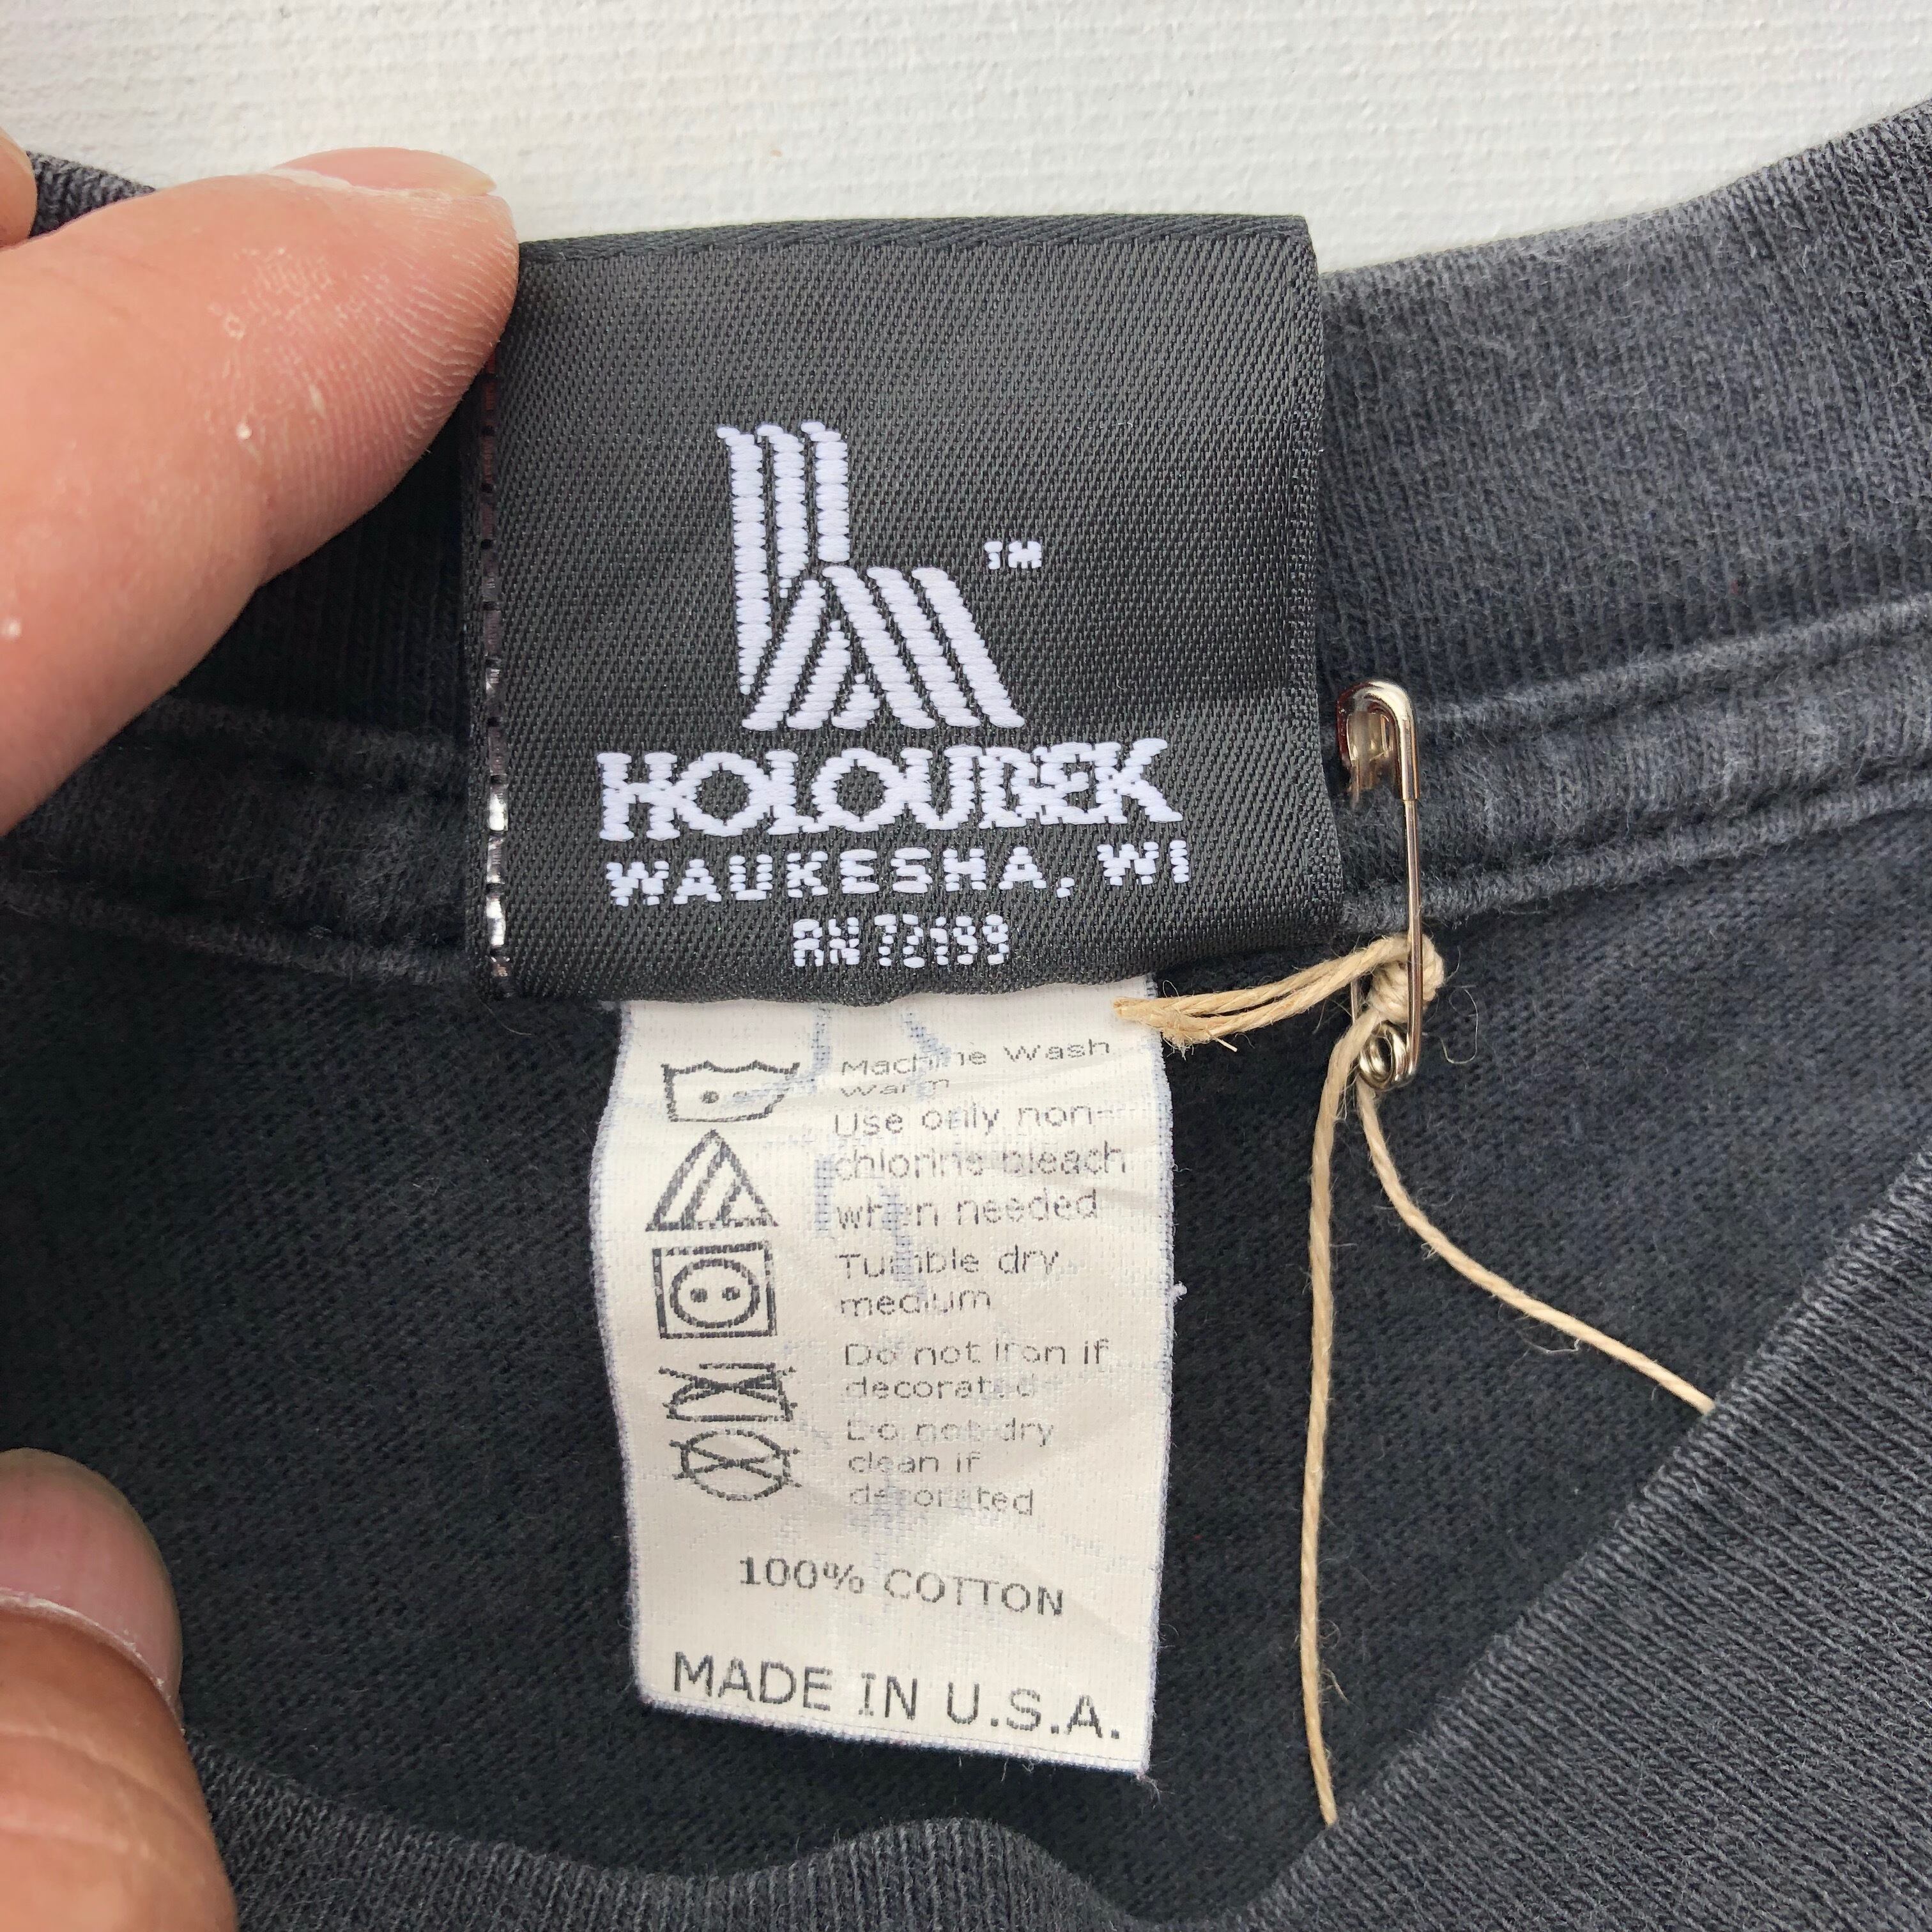 TM
HOLOUBEK
WAUKESHA, WI
RN 72199
Machine Wash
Warm
Use only non-
chlorine bleach
when needed
Tumble dry
medium
Do not iron if
decorated
Do not dry
clean if
decorated
100% COTTON
MADE IN U.S.A.